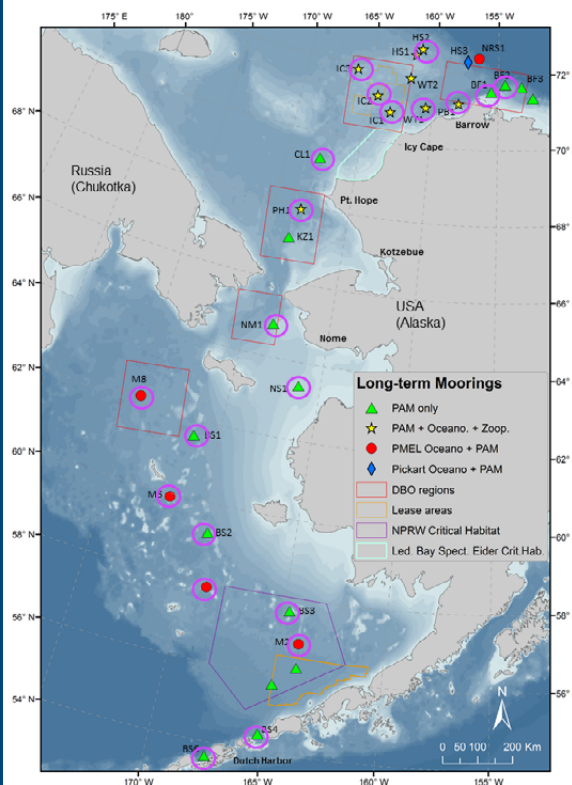 175° E 180° 175° W 170° W 165° W 160° W 155° W
HS2
HS1
HS3
NRS1
72° N
IC3
WT2
BF2
BF3
BF1
IC2
68° N
IC1
WT1
PB1
Barrow
Icy Cape
CL1
70° N
Russia
(Chukotka)
Pt. Hope
66° N
PH1
68° N
KZ1
Kotzebue
64° N
USA
(Alaska)
66° N
NM1
Nome
62° N
M8
NS1
Long-term Moorings
PAM only
PAM + Oceano. + Zoop.
PMEL Oceano + PAM
Pickart Oceano + PAM
DBO regions
Lease areas
NPRW Critical Habitat
Led. Bay Spect. Eider Crit.Hab.
60° N
BS1
M5
58° N
BS2
58° N
56° N
BS3
M2
54° N
56° N
N
BS4
0 50 100 200 Km
Dutch Harbor
170° W 165° W 160° W 155° W